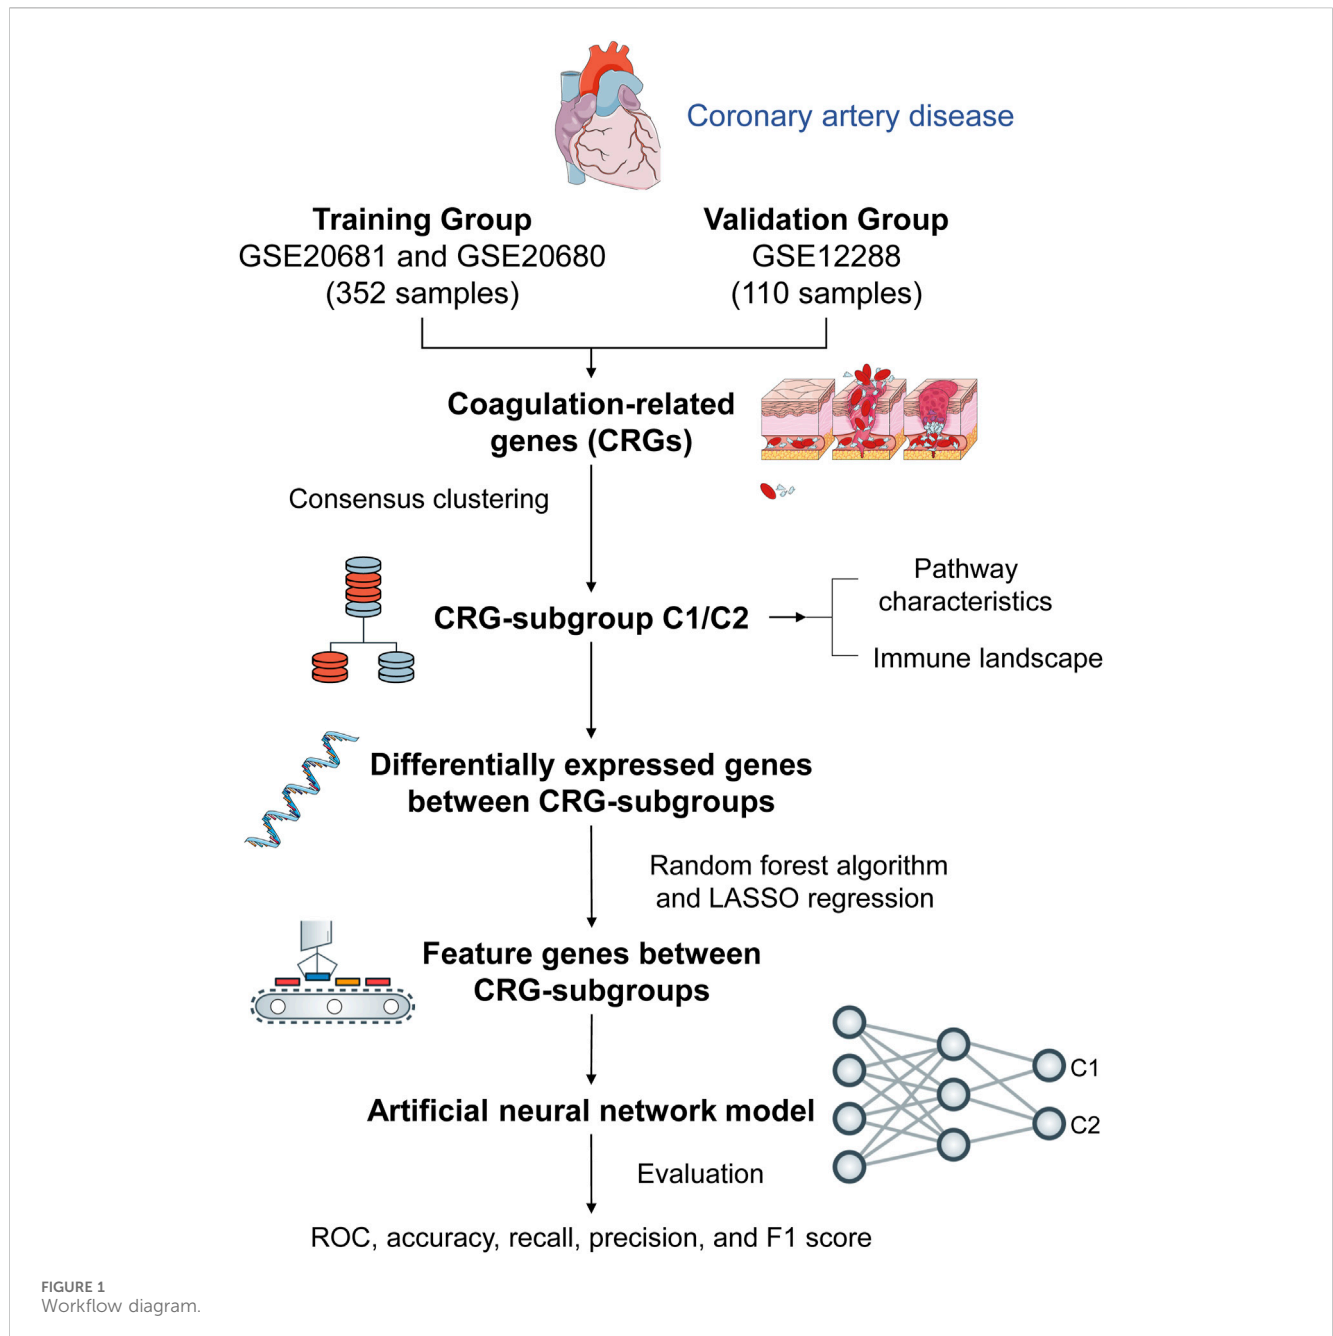 Coronary artery disease
Training Group
GSE20681 and GSE20680
(352 samples)
Validation Group
GSE12288
(110 samples)
Coagulation-related
genes (CRGs)
Consensus clustering
CRG-subgroup C1/C2
Pathway
characteristics
Immune landscape
Differentially expressed genes
between CRG-subgroups
Random forest algorithm
and LASSO regression
Feature genes between
CRG-subgroups
Artificial neural network model
C1
C2
Evaluation
ROC, accuracy, recall, precision, and F1 score
FIGURE 1
Workflow diagram.